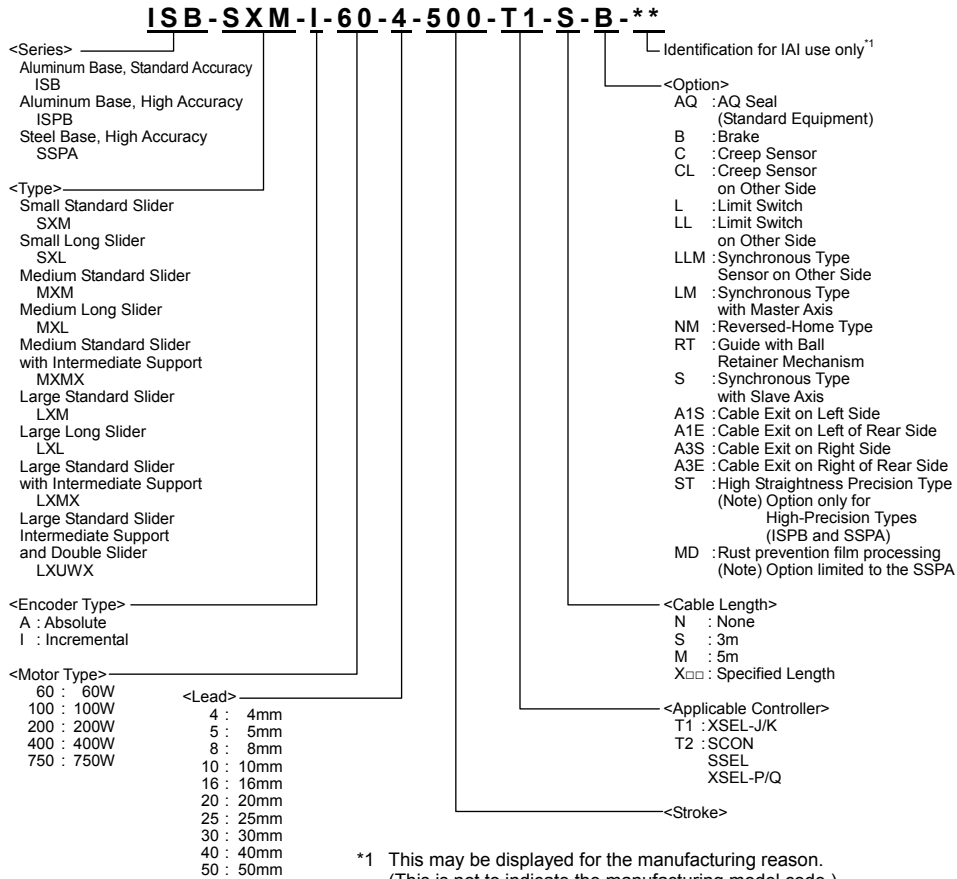 ISB-SXM-I-60-4-500-T1-S-B-**
<Series>
Aluminum Base, Standard Accuracy
ISB
Aluminum Base, High Accuracy
ISPB
Steel Base, High Accuracy
SSPA
<Type>
Small Standard Slider
SXM
Small Long Slider
SXL
Medium Standard Slider
MXM
Medium Long Slider
MXL
Medium Standard Slider
with Intermediate Support
MXMX
Large Standard Slider
LXM
Large Long Slider
LXL
Large Standard Slider
with Intermediate Support
LXMX
Large Standard Slider
Intermediate Support
and Double Slider
LXUWX
<Encoder Type>
A : Absolute
I : Incremental
<Motor Type>
60 : 60W
100 : 100W
200 : 200W
400 : 400W
750 : 750W
<Lead>
4 : 4mm
5 : 5mm
8 : 8mm
10 : 10mm
16 : 16mm
20 : 20mm
25 : 25mm
30 : 30mm
40 : 40mm
50 : 50mm
Identification for IAI use only*1
<Option>
AQ :AQ Seal
(Standard Equipment)
B :Brake
C :Creep Sensor
CL :Creep Sensor
on Other Side
L :Limit Switch
LL :Limit Switch
on Other Side
LLM :Synchronous Type
Sensor on Other Side
LM :Synchronous Type
with Master Axis
NM :Reversed-Home Type
RT :Guide with Ball
Retainer Mechanism
S :Synchronous Type
with Slave Axis
A1S :Cable Exit on Left Side
A1E :Cable Exit on Left of Rear Side
A3S :Cable Exit on Right Side
A3E :Cable Exit on Right of Rear Side
ST :High Straightness Precision Type
(Note) Option only for
High-Precision Types
(ISPB and SSPA)
MD :Rust prevention film processing
(Note) Option limited to the SSPA
<Cable Length>
N : None
S : 3m
M : 5m
X□□ : Specified Length
<Applicable Controller>
T1 :XSEL-J/K
T2 :SCON
SSEL
XSEL-P/Q
<Stroke>
*1 This may be displayed for the manufacturing reason.
(This is not to indicate the manufacturing model code.)